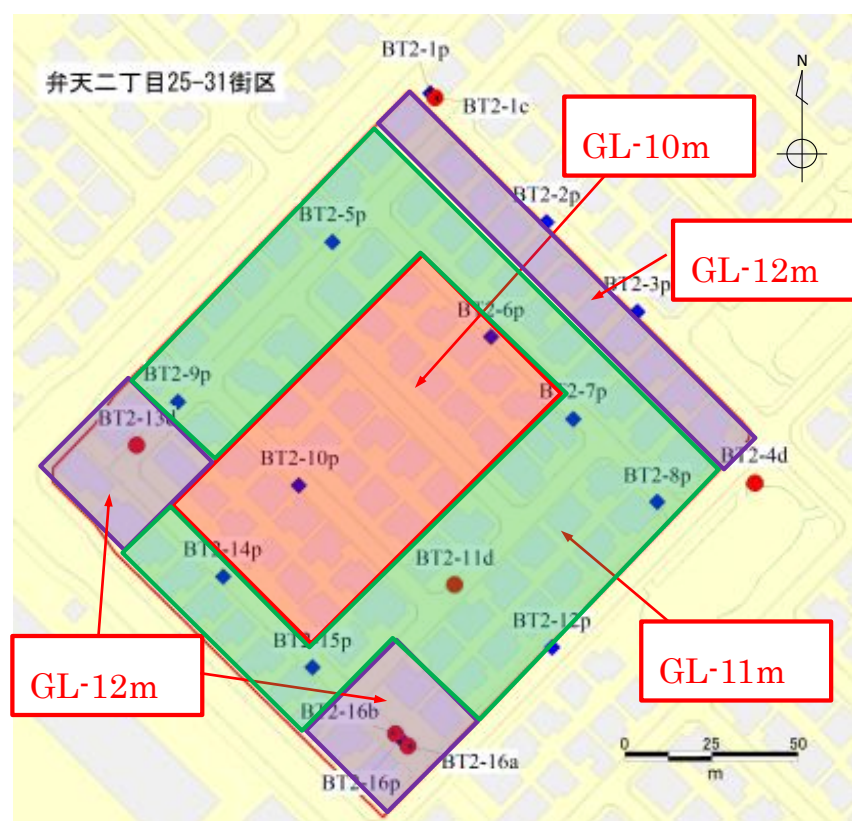 BT2-1p
弁天二丁目25-31街区
BT2-1c
N
GL-10m
BT2-2p
BT2-5p
GL-12m
BT2-3p
BT2-6p
BT2-9p
BT2-7p
BT2-13d
BT2-4d
BT2-10p
BT2-8p
BT2-14p
BT2-11d
BT2-12p
BT2-15p
GL-11m
GL-12m
BT2-16b
0 25 50
m
BT2-16a
BT2-16p